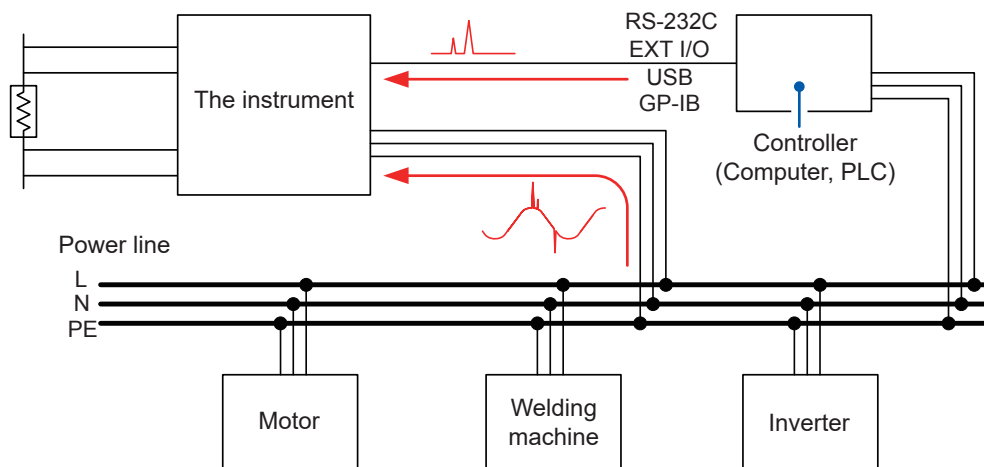 RS-232C
EXT I/O
USB
GP-IB
The instrument
Controller
(Computer, PLC)
Power line
L
N
PE
Motor
Welding
machine
Inverter